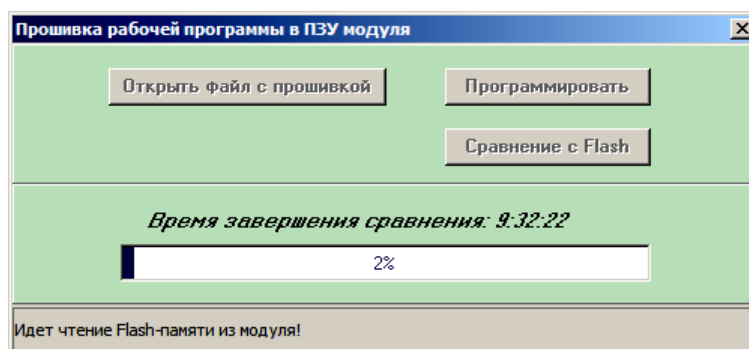 Прошивка рабочей программы в ПЗУ модуля
Открыть файл с прошивкой
Программировать
Сравнение с Flash
Время завершения сравнения: 9:32:22
2%
Идет чтение Flash-памяти из модуля!